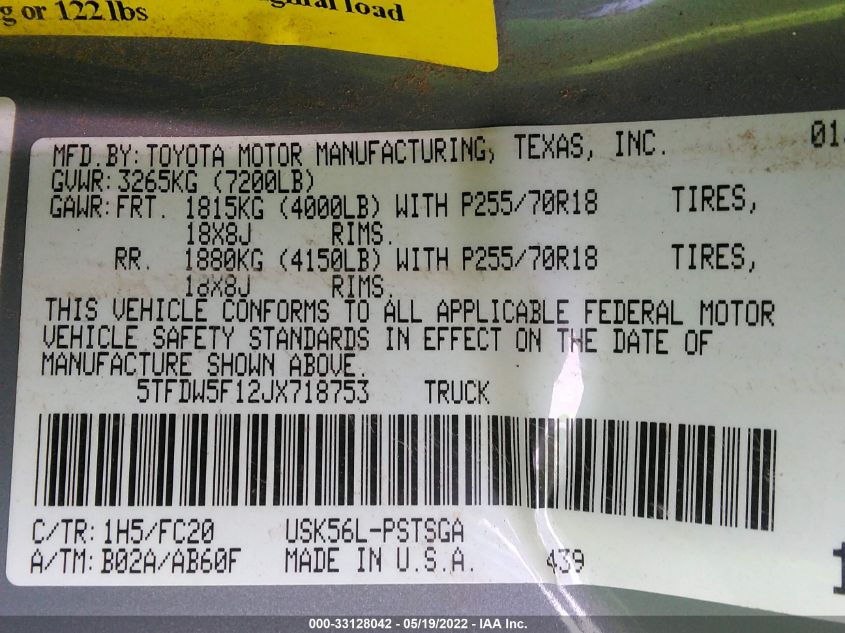 g or 122 lbs
load
MFD. BY: TOYOTA MOTOR MANUFACTURING, TEXAS, INC.
GVWR: 3265KG (7200LB)
GAWR: FRT. 1815KG (4000LB) WITH P255/70R18 TIRES,
18X8J RIMS.
RR. 1880KG (4150LB) WITH P255/70R18 TIRES,
18X8J RIMS.
THIS VEHICLE CONFORMS TO ALL APPLICABLE FEDERAL MOTOR
VEHICLE SAFETY STANDARDS IN EFFECT ON THE DATE OF
MANUFACTURE SHOWN ABOVE.
5TFDW5F12JX718753 TRUCK
C/TR: 1H5/FC20 USK56L-PSTSGA
A/TM: B02A/AB60F MADE IN U.S.A. 439
000-33128042 - 05/19/2022 - IAA Inc.